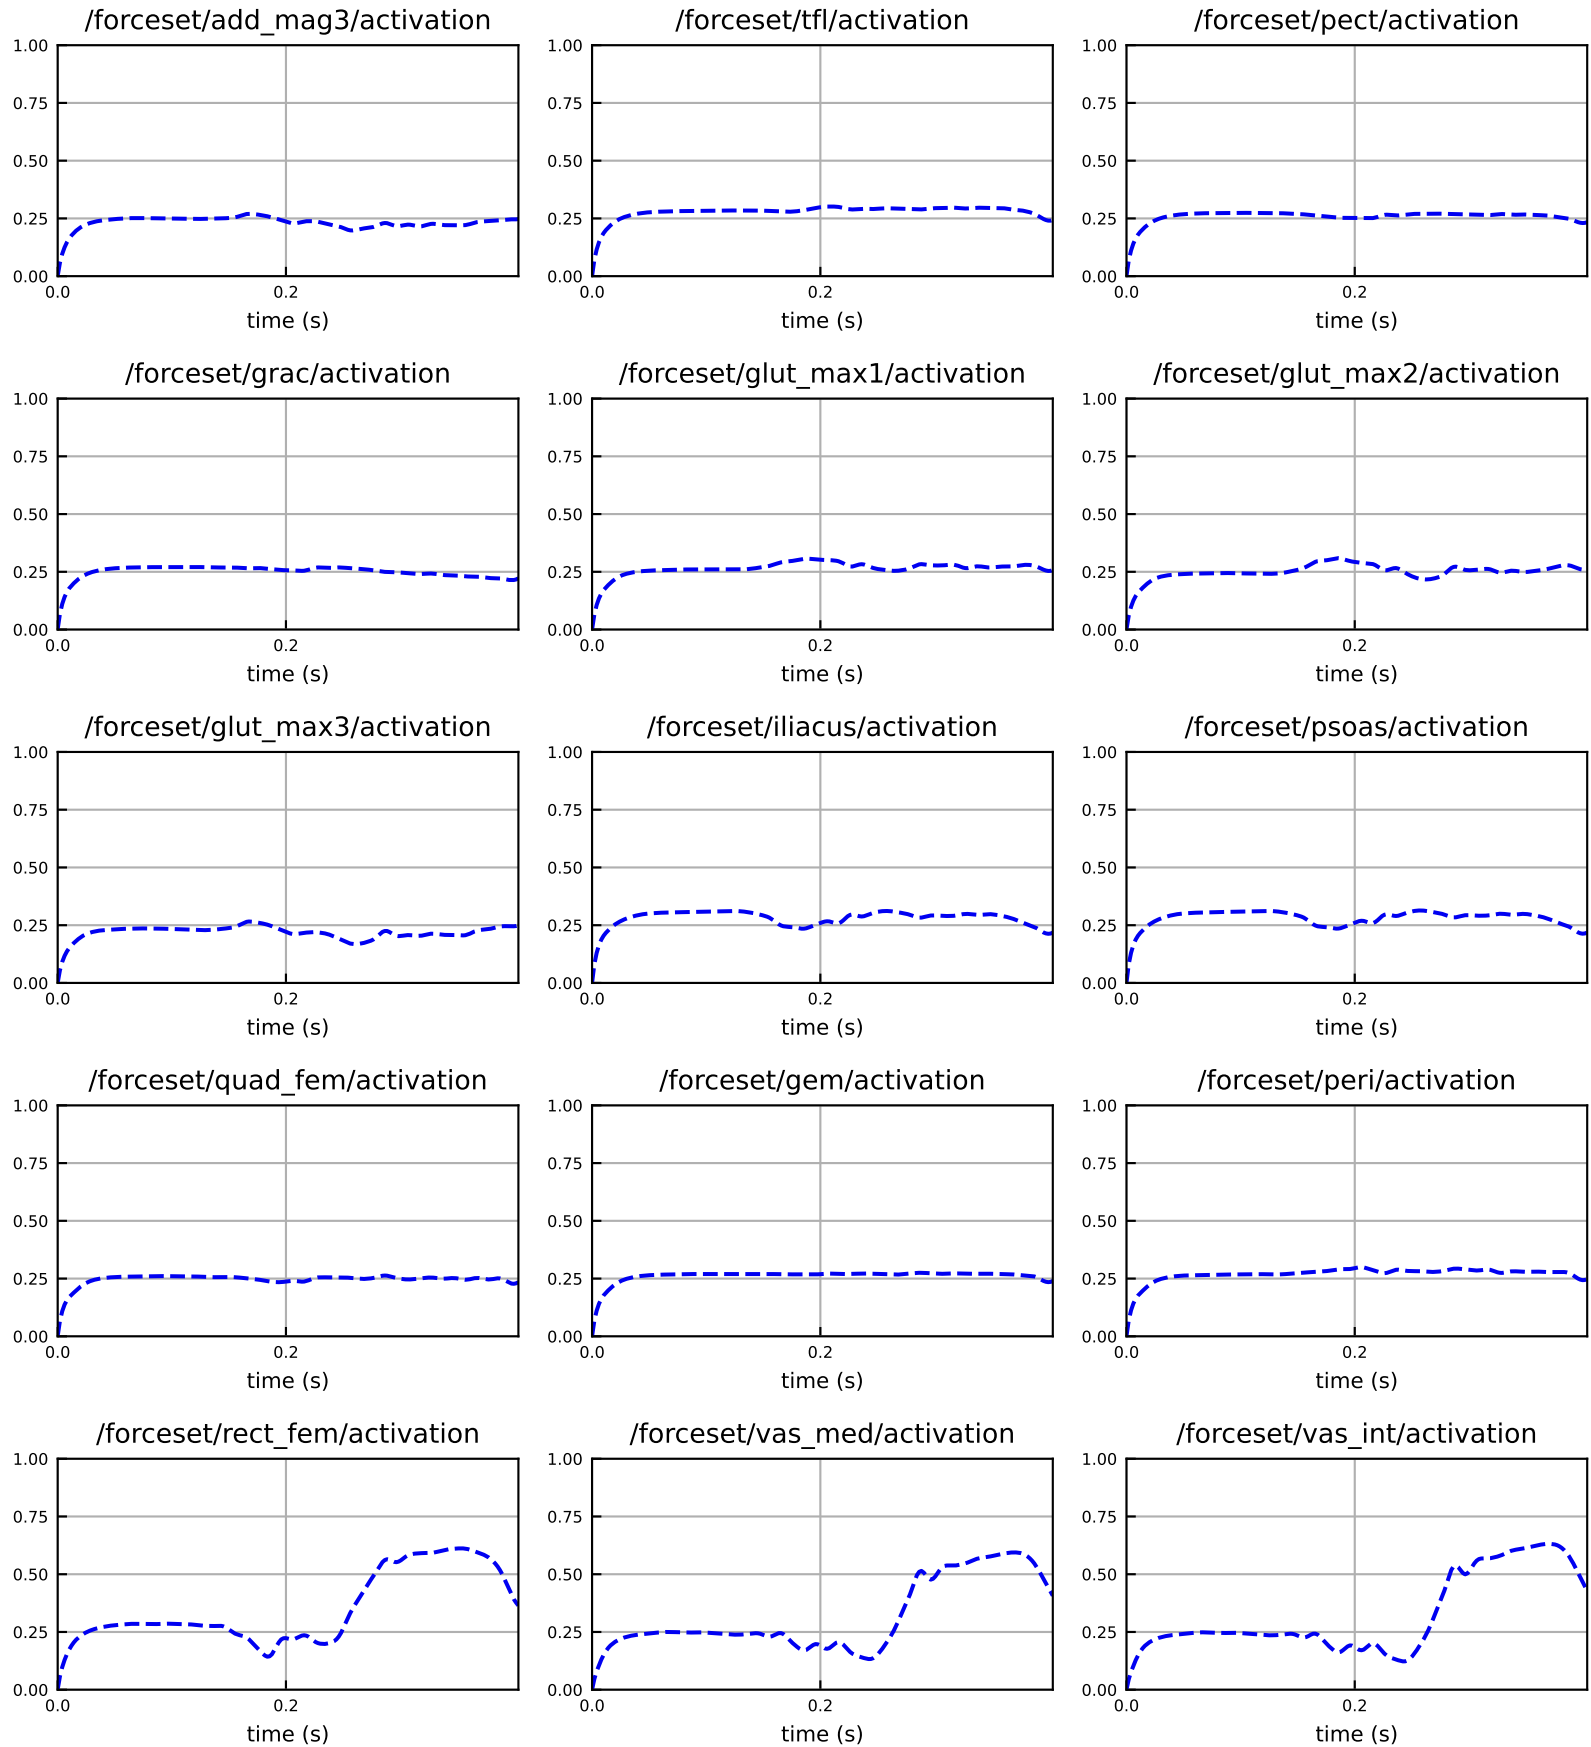 /forceset/add_mag3/activation /forceset/tfl/activation /forceset/pect/activation
1.00 1.00 1.00
0.75 0.75 0.75
0.50 0.50 0.50
0.25 0.25 0.25
0.00 0.00 0.00
0.0 0.2 0.0 0.2 0.0 0.2
time (s) time (s) time (s)
/forceset/grac/activation /forceset/glut_max1/activation /forceset/glut_max2/activation
1.00 1.00 1.00
0.75 0.75 0.75
0.50 0.50 0.50
0.25 0.25 0.25
0.00 0.00 0.00
0.0 0.2 0.0 0.2 0.0 0.2
time (s) time (s) time (s)
/forceset/glut_max3/activation /forceset/iliacus/activation /forceset/psoas/activation
1.00 1.00 1.00
0.75 0.75 0.75
0.50 0.50 0.50
0.25 0.25 0.25
0.00 0.00 0.00
0.0 0.2 0.0 0.2 0.0 0.2
time (s) time (s) time (s)
/forceset/quad_fem/activation /forceset/gem/activation /forceset/peri/activation
1.00 1.00 1.00
0.75 0.75 0.75
0.50 0.50 0.50
0.25 0.25 0.25
0.00 0.00 0.00
0.0 0.2 0.0 0.2 0.0 0.2
time (s) time (s) time (s)
/forceset/rect_fem/activation /forceset/vas_med/activation /forceset/vas_int/activation
1.00 1.00 1.00
0.75 0.75 0.75
0.50 0.50 0.50
0.25 0.25 0.25
0.00 0.00 0.00
0.0 0.2 0.0 0.2 0.0 0.2
time (s) time (s) time (s)